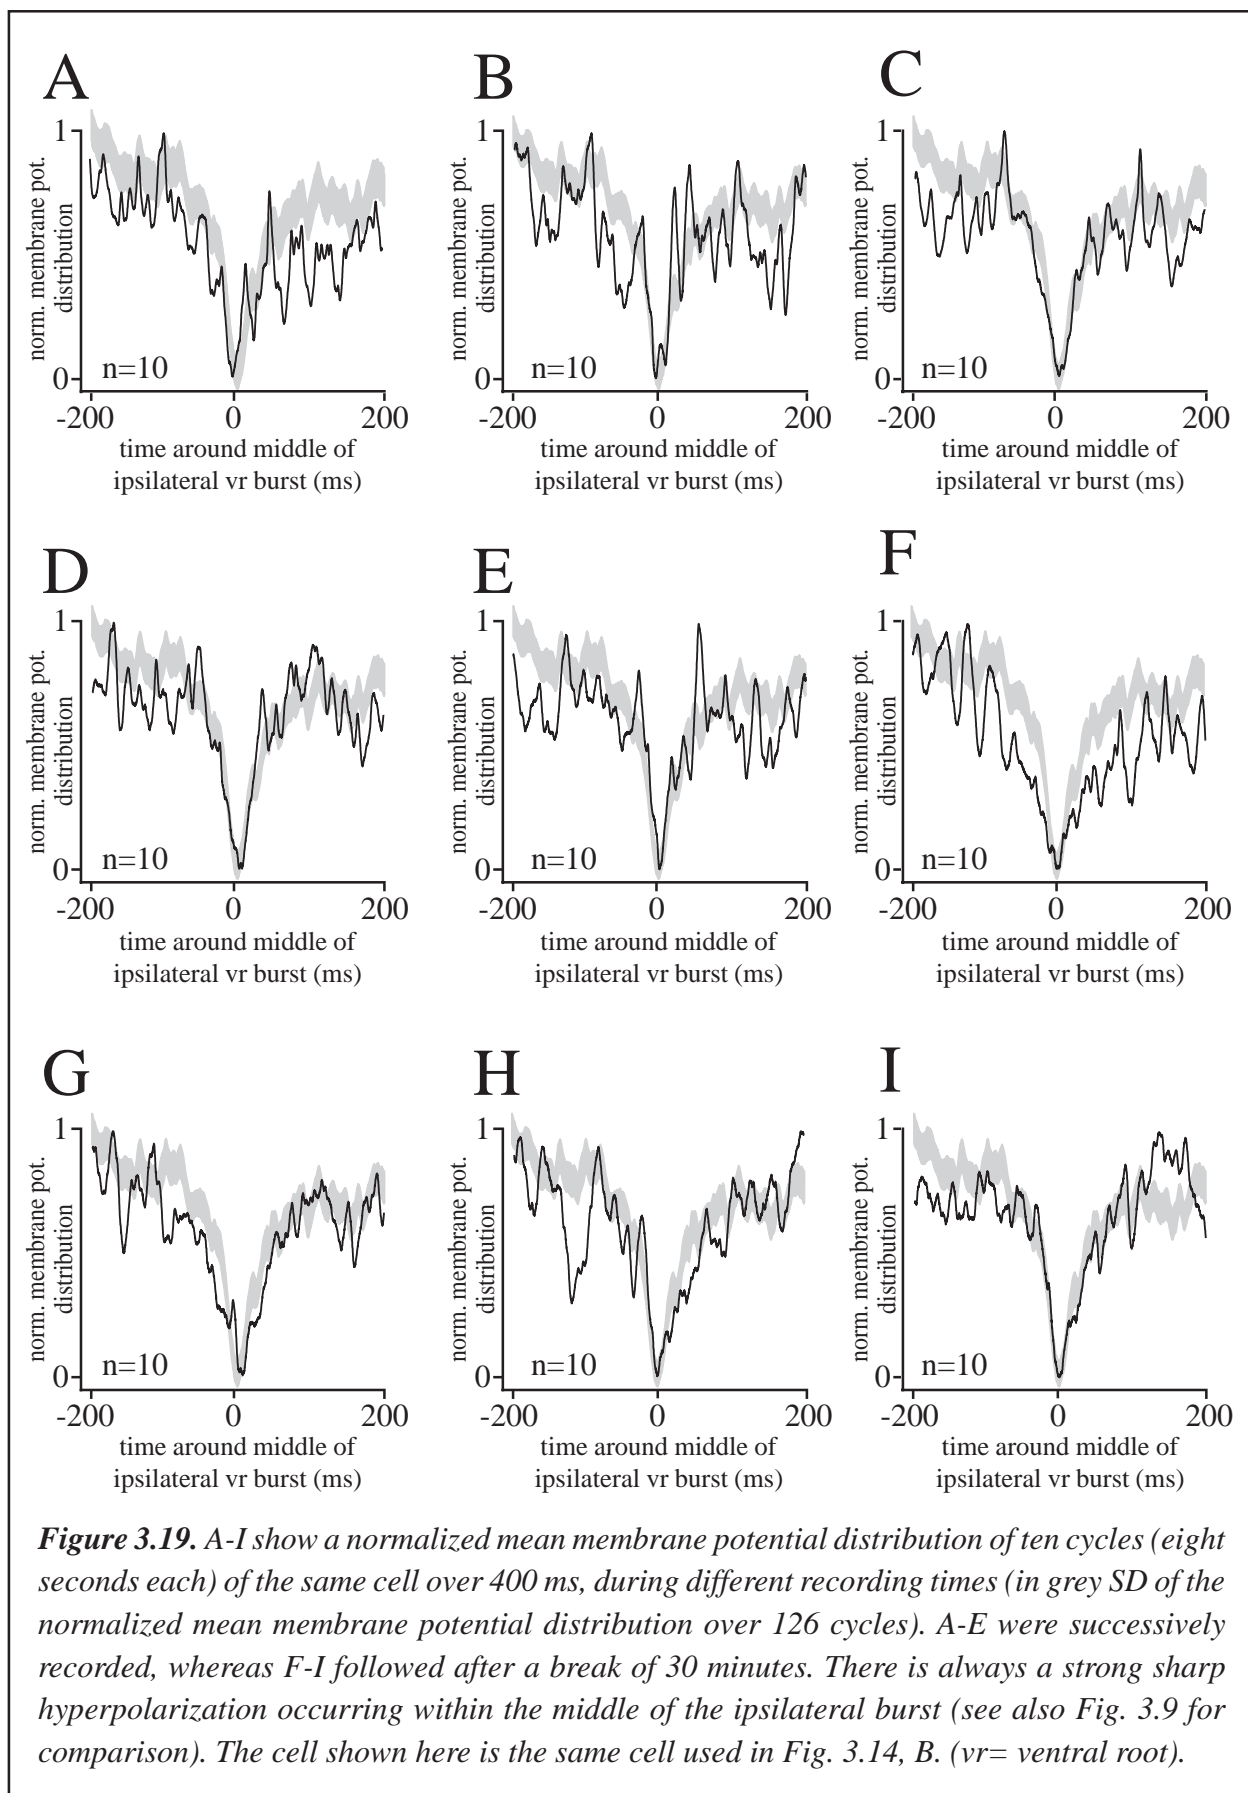 A
B
C
norm. membrane pot.
distribution
1
0
n=10
-200
0
200
time around middle of
ipsilateral vr burst (ms)
norm. membrane pot.
distribution
1
0
n=10
-200
0
200
time around middle of
ipsilateral vr burst (ms)
norm. membrane pot.
distribution
1
0
n=10
-200
0
200
time around middle of
ipsilateral vr burst (ms)
D
E
F
norm. membrane pot.
distribution
1
0
n=10
-200
0
200
time around middle of
ipsilateral vr burst (ms)
norm. membrane pot.
distribution
1
0
n=10
-200
0
200
time around middle of
ipsilateral vr burst (ms)
norm. membrane pot.
distribution
1
0
n=10
-200
0
200
time around middle of
ipsilateral vr burst (ms)
G
H
I
norm. membrane pot.
distribution
1
0
n=10
-200
0
200
time around middle of
ipsilateral vr burst (ms)
norm. membrane pot.
distribution
1
0
n=10
-200
0
200
time around middle of
ipsilateral vr burst (ms)
norm. membrane pot.
distribution
1
0
n=10
-200
0
200
time around middle of
ipsilateral vr burst (ms)
Figure 3.19. A-I show a normalized mean membrane potential distribution of ten cycles (eight
seconds each) of the same cell over 400 ms, during different recording times (in grey SD of the
normalized mean membrane potential distribution over 126 cycles). A-E were successively
recorded, whereas F-I followed after a break of 30 minutes. There is always a strong sharp
hyperpolarization occurring within the middle of the ipsilateral burst (see also Fig. 3.9 for
comparison). The cell shown here is the same cell used in Fig. 3.14, B. (vr= ventral root).